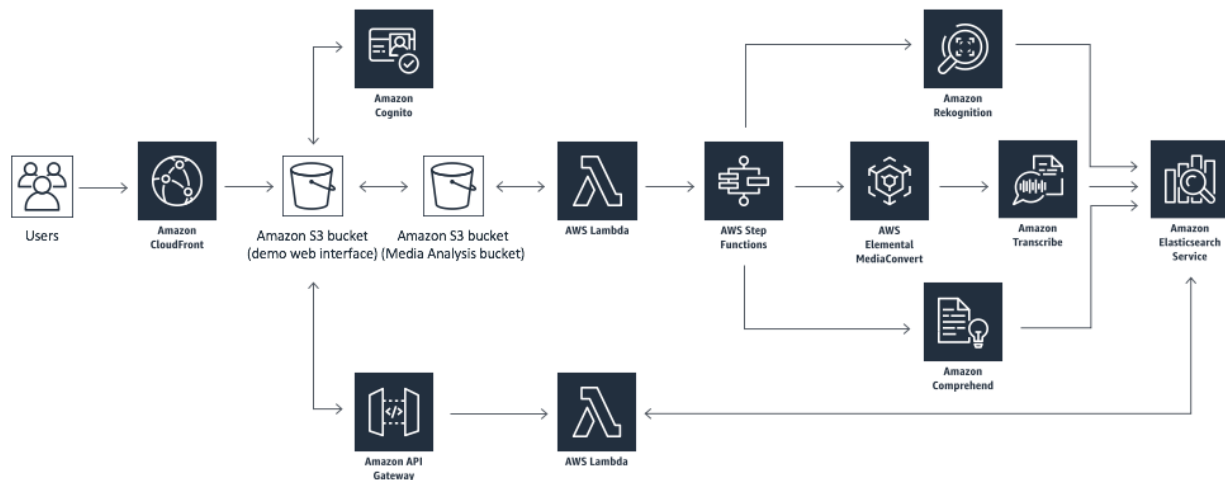 Amazon
Cognito
Amazon
Rekognition
Users
Amazon
CloudFront
Amazon S3 bucket
(demo web interface)
Amazon S3 bucket
(Media Analysis bucket)
AWS Lambda
AWS Step
Functions
AWS
Elemental
MediaConvert
Amazon
Transcribe
Amazon
Elasticsearch
Service
Amazon
Comprehend
</>
Amazon API
Gateway
AWS Lambda